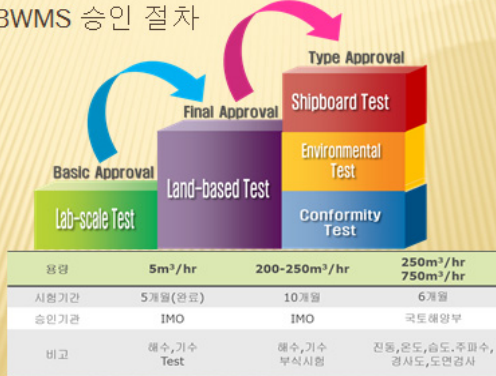 BWMS 승인 절차
Type Approval
Shipboard Test
Final Approval
Environmental
Test
Basic Approval
Land-based Test
Lab-scale Test
Conformity
Test
용량 5m³/hr 200-250m³/hr 250m³/hr
750m³/hr
시험기간 5개월(완료) 10개월 6개월
승인기관 IMO IMO 국토해양부
비고 해수,기수 해수,기수 진동,온도,습도.주파수,
Test 부식시험 경사도,도면검사